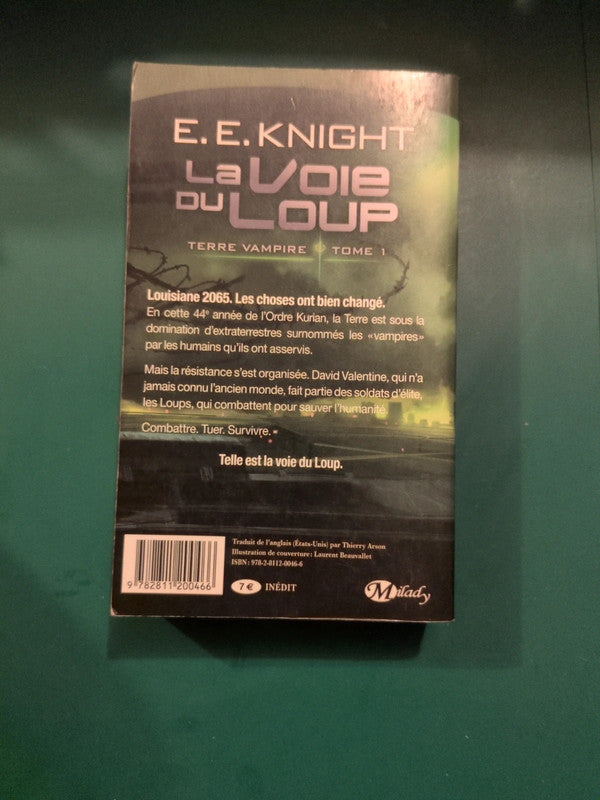 E. E. KNIGHT
La Voie
DU LOUP
TERRE VAMPIRE TOME 1
Louisiane 2065. Les choses ont bien changé.
En cette 44e année de l'Ordre Kurian, la Terre est sous la
domination d'extraterrestres surnommés les «vampires»
par les humains qu'ils ont asservis.
Mais la résistance s'est organisée. David Valentine, qui n'a
jamais connu l'ancien monde, fait partie des soldats d'élite,
les Loups, qui combattent pour sauver l'humanité.
Combattre. Tuer. Survivre.
Telle est la voie du Loup.
Traduit de l'anglais (États-Unis) par Thierry Arson
Illustration de couverture : Laurent Beauvallet
ISBN : 978-2-8112-0046-6
9 782811 200466
7 € INÉDIT
Milady